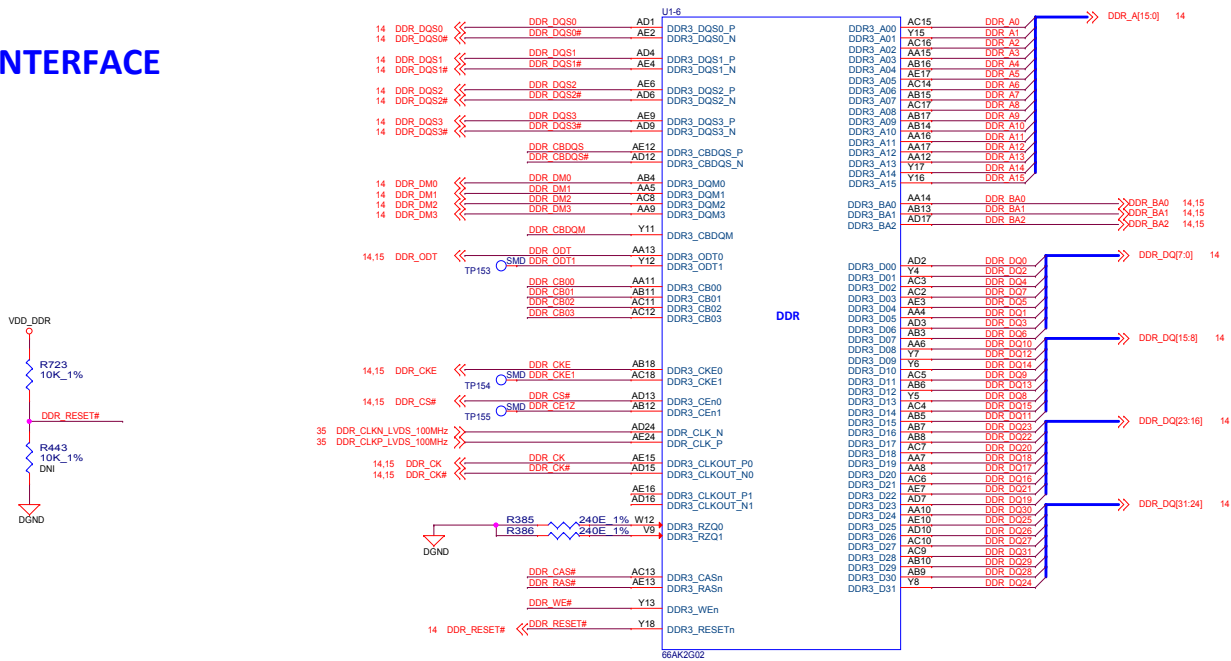 NTERFACE
VDD_DDR
R723
10K_1%
DDR_RESET#
R443
10K_1%
DNI
DGND
U1-6
14 DDR_DQS0 DDR_DQS0 AD1 DDR3_DQS0_P
14 DDR_DQS0# DDR_DQS0# AE2 DDR3_DQS0_N
14 DDR_DQS1 DDR_DQS1 AD4 DDR3_DQS1_P
14 DDR_DQS1# DDR_DQS1# AE4 DDR3_DQS1_N
14 DDR_DQS2 DDR_DQS2 AE6 DDR3_DQS2_P
14 DDR_DQS2# DDR_DQS2# AD6 DDR3_DQS2_N
14 DDR_DQS3 DDR_DQS3 AE9 DDR3_DQS3_P
14 DDR_DQS3# DDR_DQS3# AD9 DDR3_DQS3_N
DDR_CBDQS AE12 DDR3_CBDQS_P
DDR_CBDQS# AD12 DDR3_CBDQS_N
14 DDR_DM0 DDR_DM0 AB4 DDR3_DQM0
14 DDR_DM1 DDR_DM1 AA5 DDR3_DQM1
14 DDR_DM2 DDR_DM2 AC8 DDR3_DQM2
14 DDR_DM3 DDR_DM3 AA9 DDR3_DQM3
DDR_CBDQM Y11 DDR3_CBDQM
14,15 DDR_ODT DDR_ODT AA13 DDR3_ODT0
TP153 SMD DDR_ODT1 Y12 DDR3_ODT1
DDR_CB00 AA11 DDR3_CB00
DDR_CB01 AB11 DDR3_CB01
DDR_CB02 AC11 DDR3_CB02
DDR_CB03 AC12 DDR3_CB03
14,15 DDR_CKE DDR_CKE AB18 DDR3_CKE0
TP154 SMD DDR_CKE1 AC18 DDR3_CKE1
14,15 DDR_CS# DDR_CS# AD13 DDR3_CEn0
TP155 SMD DDR_CE1Z AB12 DDR3_CEn1
35 DDR_CLKN_LVDS_100MHz AD24 DDR_CLK_N
35 DDR_CLKP_LVDS_100MHz AE24 DDR_CLK_P
14,15 DDR_CK DDR_CK AE15 DDR3_CLKOUT_P0
14,15 DDR_CK# DDR_CK# AD15 DDR3_CLKOUT_N0
AE16 DDR3_CLKOUT_P1
AD16 DDR3_CLKOUT_N1
R385 240E_1% W12 DDR3_RZQ0
R386 240E_1% V9 DDR3_RZQ1
DGND
DDR_CAS# AC13 DDR3_CASn
DDR_RAS# AE13 DDR3_RASn
DDR_WE# Y13 DDR3_WEn
14 DDR_RESET# DDR_RESET# Y18 DDR3_RESETn
66AK2G02
DDR
DDR3_A00 AC15 DDR_A0
DDR3_A01 Y15 DDR_A1
DDR3_A02 AC16 DDR_A2
DDR3_A03 AA15 DDR_A3
DDR3_A04 AB16 DDR_A4
DDR3_A05 AE17 DDR_A5
DDR3_A06 AC14 DDR_A6
DDR3_A07 AB15 DDR_A7
DDR3_A08 AC17 DDR_A8
DDR3_A09 AB17 DDR_A9
DDR3_A10 AB14 DDR_A10
DDR3_A11 AA16 DDR_A11
DDR3_A12 AA17 DDR_A12
DDR3_A13 AA12 DDR_A13
DDR3_A14 Y17 DDR_A14
DDR3_A15 Y16 DDR_A15
DDR_A[15:0] 14
DDR3_BA0 AA14 DDR_BA0 DDR_BA0 14,15
DDR3_BA1 AB13 DDR_BA1 DDR_BA1 14,15
DDR3_BA2 AD17 DDR_BA2 DDR_BA2 14,15
DDR3_D00 AD2 DDR_DQ0
DDR3_D01 Y4 DDR_DQ2
DDR3_D02 AC3 DDR_DQ4
DDR3_D03 AC2 DDR_DQ7
DDR3_D04 AE3 DDR_DQ5
DDR3_D05 AA4 DDR_DQ1
DDR3_D06 AD3 DDR_DQ3
DDR3_D07 AB3 DDR_DQ6
DDR_DQ[7:0] 14
DDR3_D08 AA6 DDR_DQ10
DDR3_D09 Y7 DDR_DQ12
DDR3_D10 Y6 DDR_DQ14
DDR3_D11 AC5 DDR_DQ9
DDR3_D12 AB6 DDR_DQ13
DDR3_D13 Y5 DDR_DQ8
DDR3_D14 AC4 DDR_DQ15
DDR3_D15 AB5 DDR_DQ11
DDR_DQ[15:8] 14
DDR3_D16 AB7 DDR_DQ23
DDR3_D17 AB8 DDR_DQ22
DDR3_D18 AC7 DDR_DQ20
DDR3_D19 AA7 DDR_DQ18
DDR3_D20 AA8 DDR_DQ17
DDR3_D21 AC6 DDR_DQ16
DDR3_D22 AE7 DDR_DQ21
DDR3_D23 AD7 DDR_DQ19
DDR_DQ[23:16] 14
DDR3_D24 AA10 DDR_DQ30
DDR3_D25 AE10 DDR_DQ25
DDR3_D26 AD10 DDR_DQ26
DDR3_D27 AC10 DDR_DQ27
DDR3_D28 AC9 DDR_DQ31
DDR3_D29 AB10 DDR_DQ29
DDR3_D30 AB9 DDR_DQ28
DDR3_D31 Y8 DDR_DQ24
DDR_DQ[31:24] 14